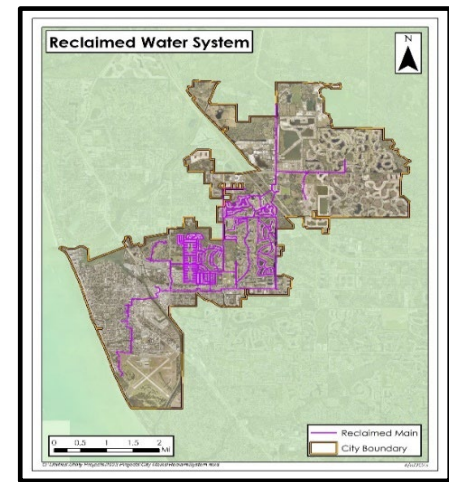 Reclaimed Water System
N
0 0.5 1 1.5 2
Mi
Reclaimed Main
City Boundary